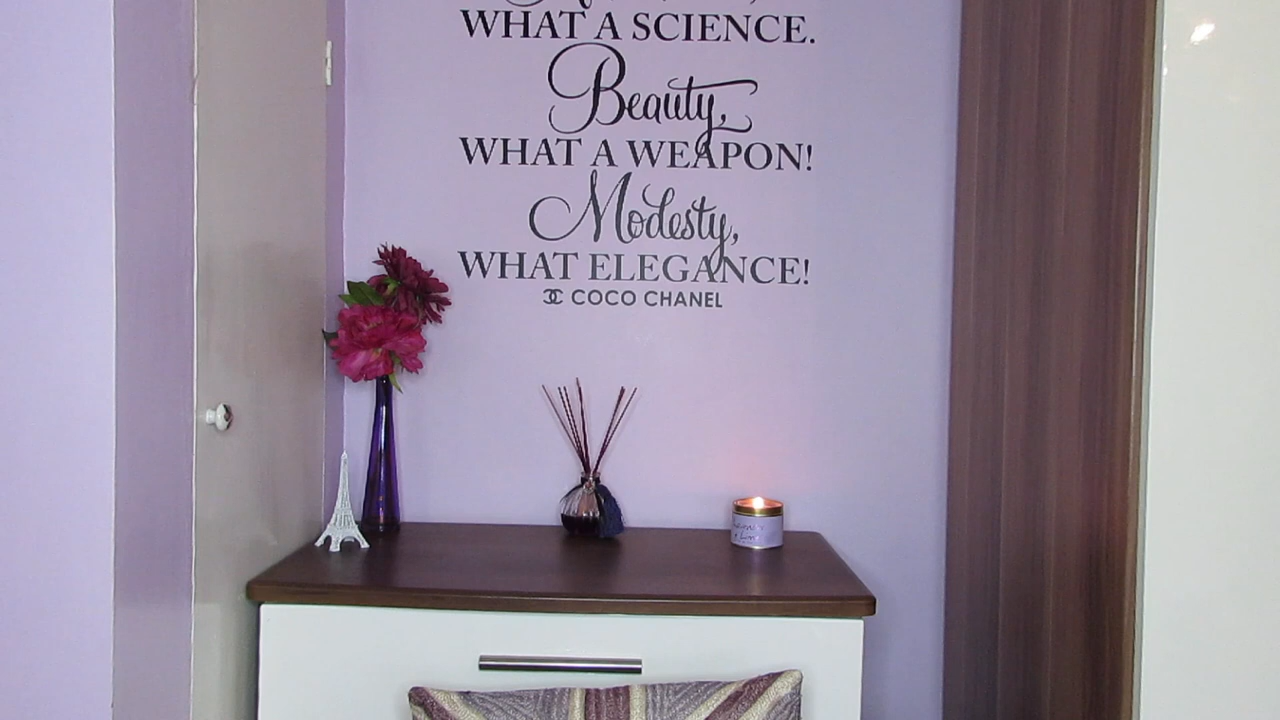 WHAT A SCIENCE.
Beauty,
WHAT A WEAPON!
Modesty,
WHAT ELEGANCE!
COCO CHANEL